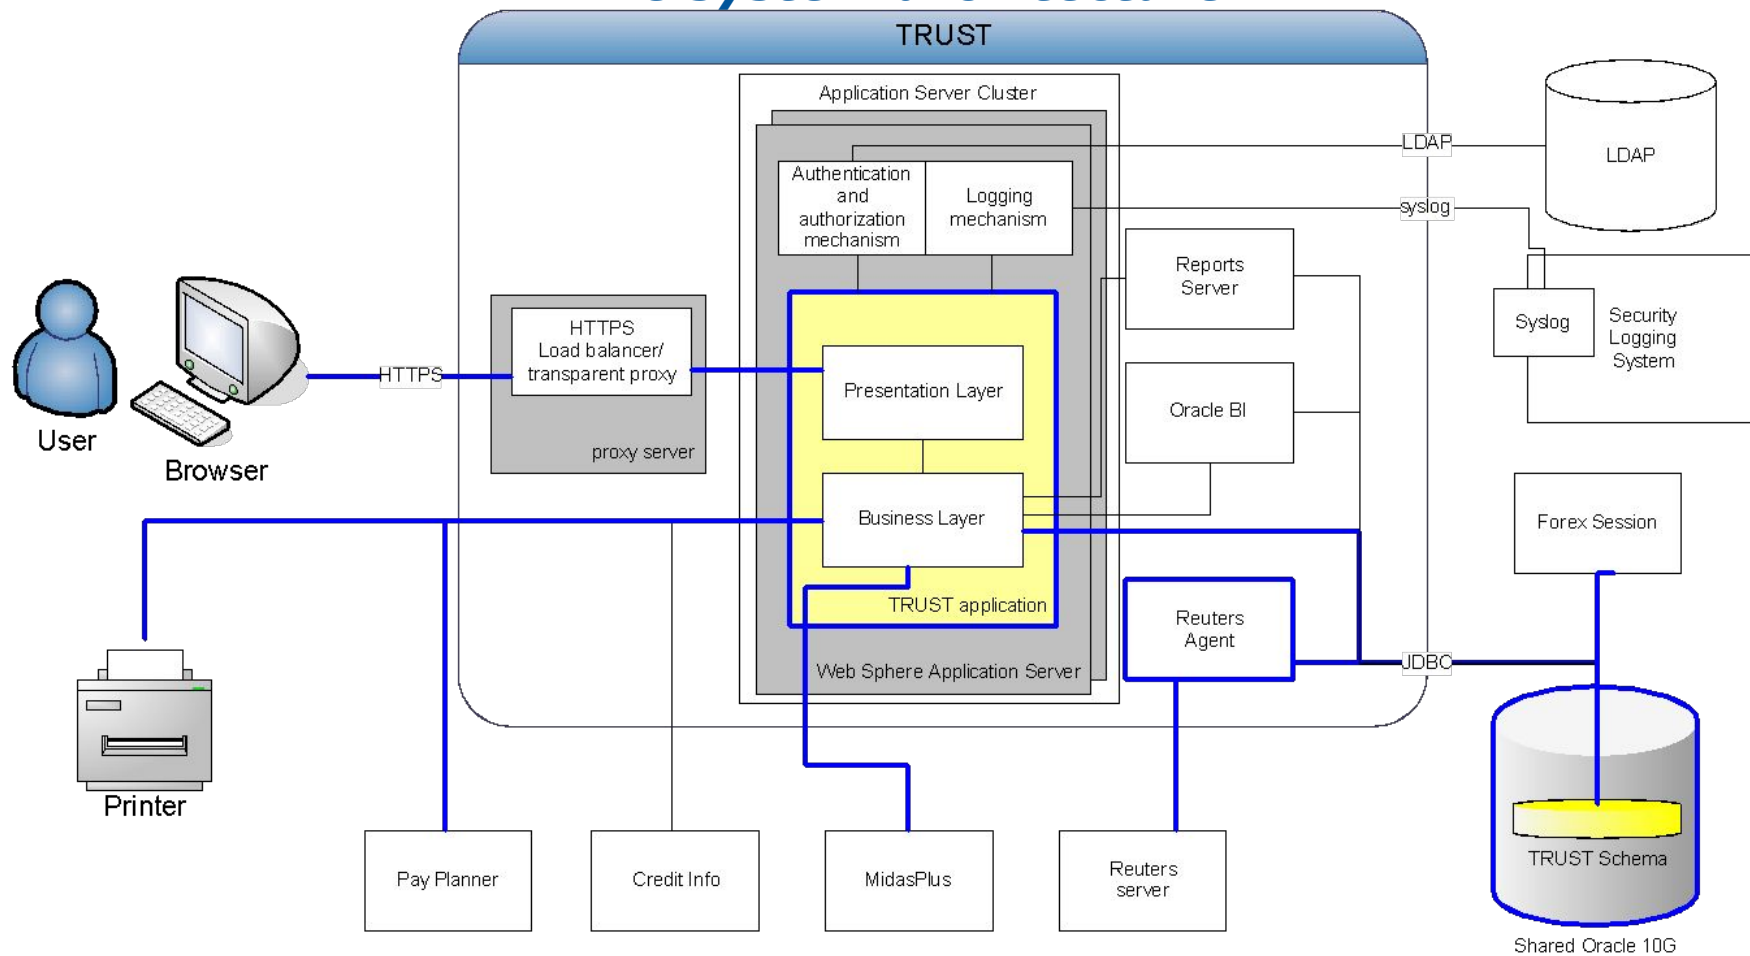 TRUST
Application Server Cluster
LDAP
LDAP
Authentication
and
authorization
mechanism
Logging
mechanism
syslog
Reports
Server
Syslog
Security
Logging
System
HTTPS
HTTPS
Load balancer/
transparent proxy
proxy server
User
Browser
Presentation Layer
Oracle BI
Business Layer
Forex Session
TRUST application
Reuters
Agent
Web Sphere Application Server
JDBC
Printer
Pay Planner
Credit Info
MidasPlus
Reuters
server
TRUST Schema
Shared Oracle 10G